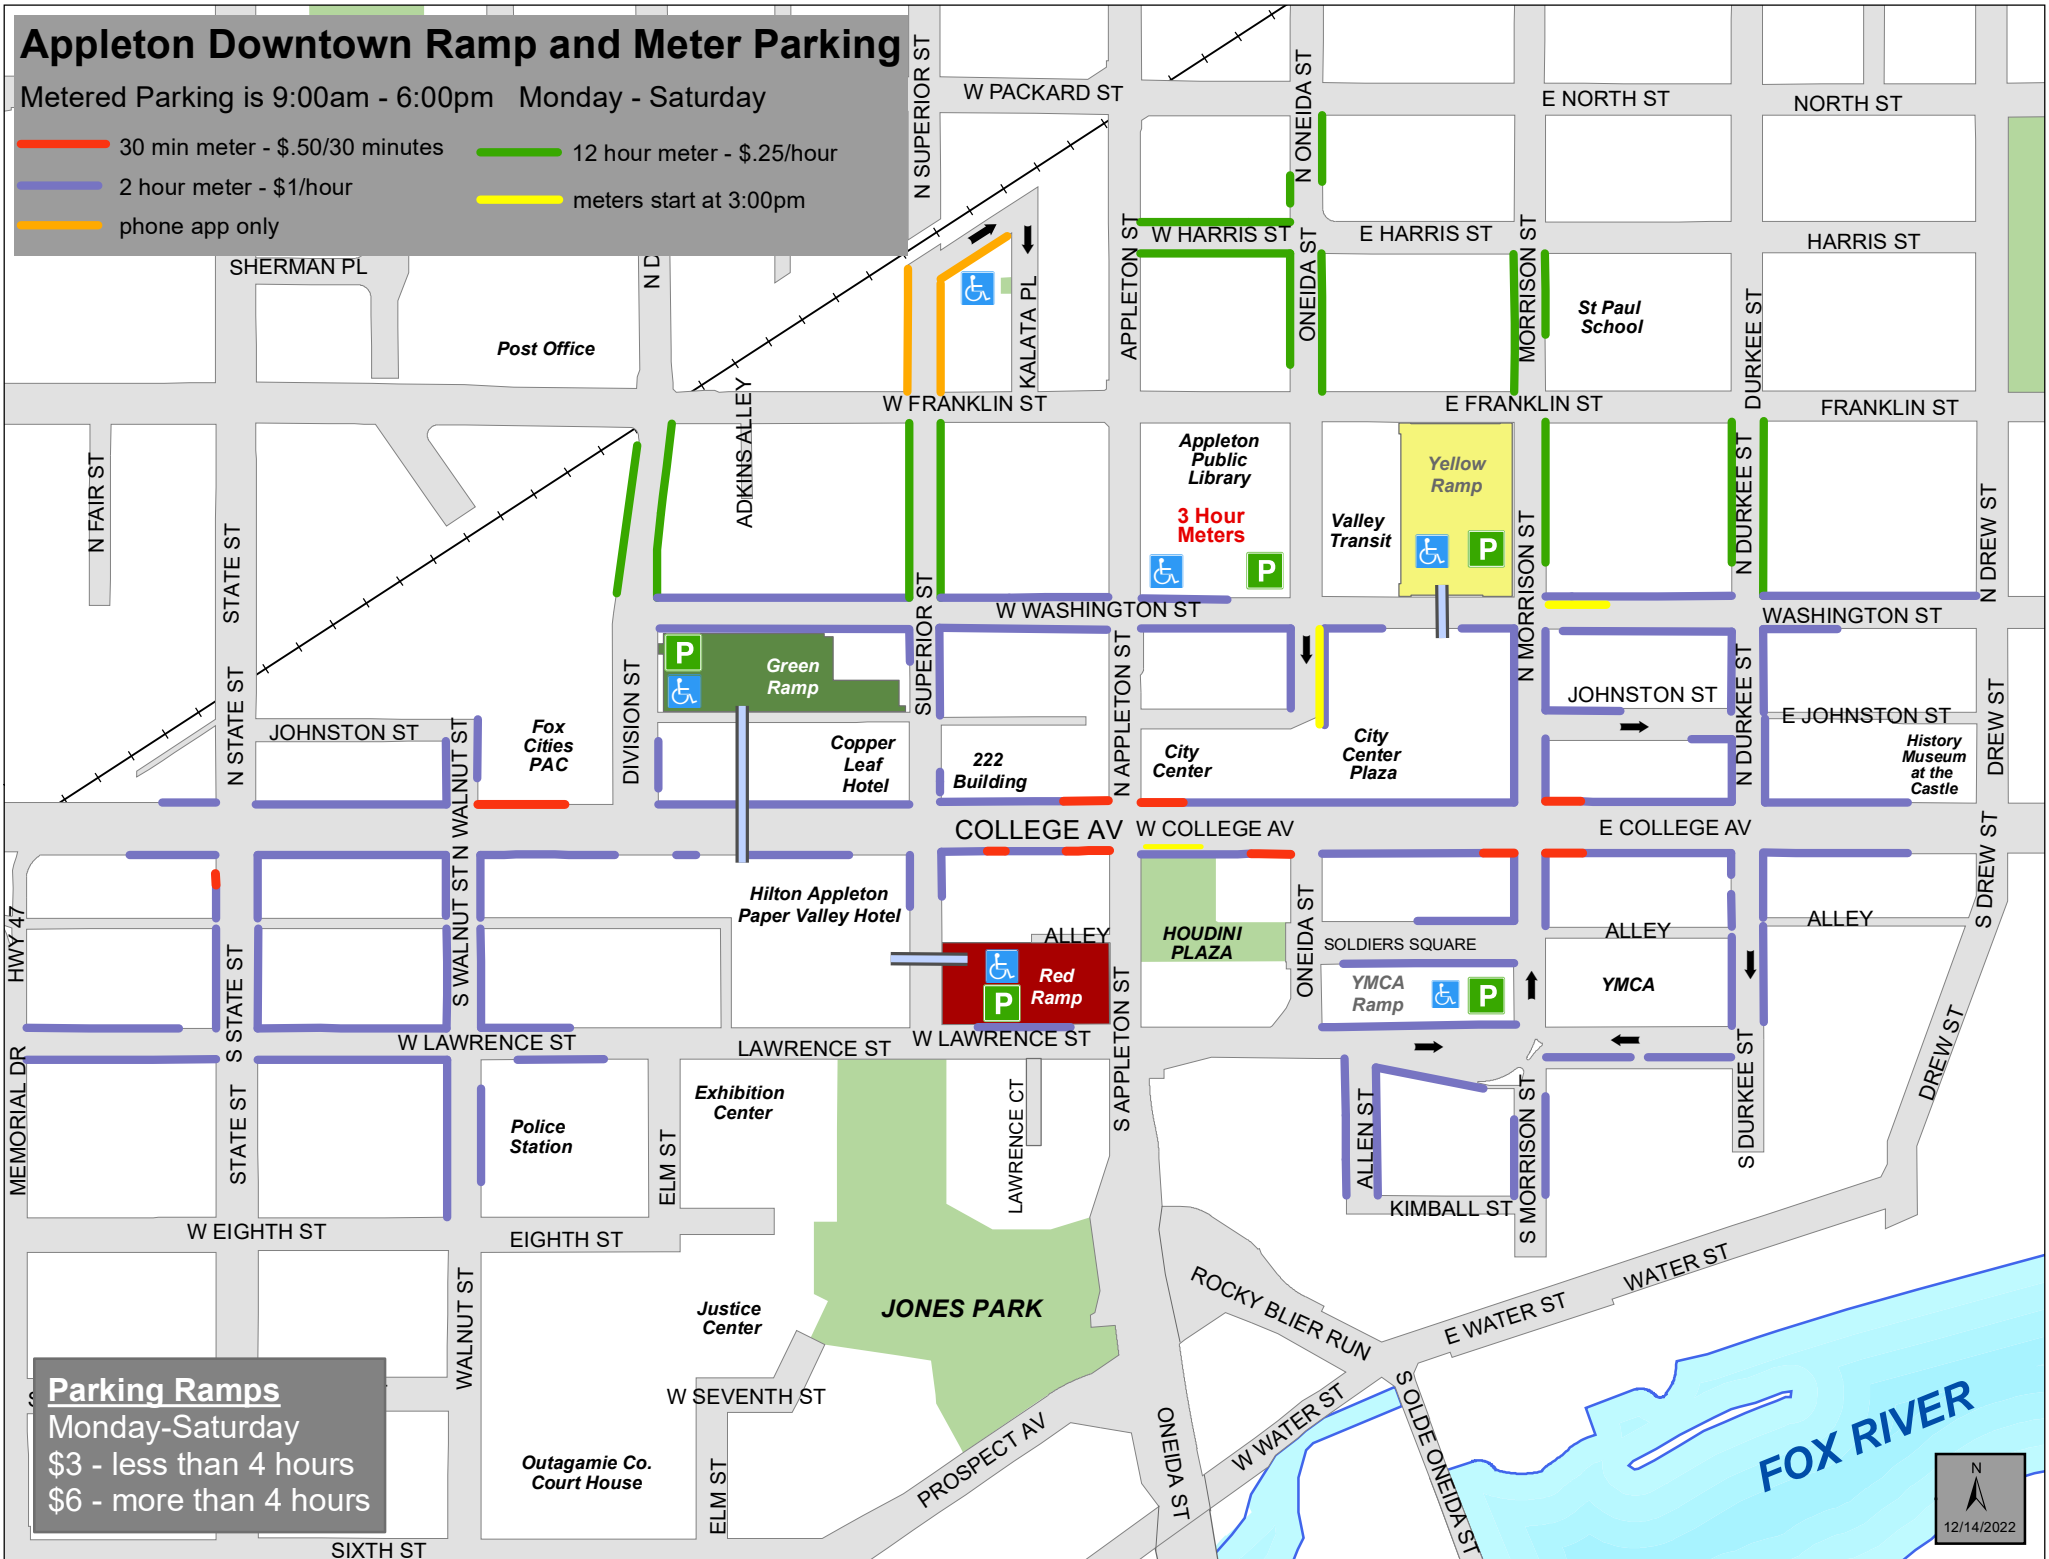 Appleton Downtown Ramp and Meter Parking
Metered Parking is 9:00am - 6:00pm Monday - Saturday
30 min meter - $.50/30 minutes
2 hour meter - $1/hour
phone app only
12 hour meter - $.25/hour
meters start at 3:00pm
N SUPERIOR ST
W PACKARD ST
N ONEIDA ST
E NORTH ST
NORTH ST
SHERMAN PL
N D
KALATA PL
APPLETON ST
W HARRIS ST
ONEIDA ST
E HARRIS ST
MORRISON ST
HARRIS ST
St Paul
School
DURKEE ST
Post Office
ADKINS ALLEY
W FRANKLIN ST
E FRANKLIN ST
FRANKLIN ST
N FAIR ST
STATE ST
Appleton
Public
Library
3 Hour
Meters
P
Valley
Transit
Yellow
Ramp
P
N MORRISON ST
N DURKEE ST
N DREW ST
W WASHINGTON ST
WASHINGTON ST
SUPERIOR ST
DIVISION ST
P
Green
Ramp
N APPLETON ST
N STATE ST
JOHNSTON ST
N WALNUT ST
Fox
Cities
PAC
Copper
Leaf
Hotel
222
Building
City
Center
City
Center
Plaza
JOHNSTON ST
N DURKEE ST
E JOHNSTON ST
History
Museum
at the
Castle
DREW ST
COLLEGE AV
W COLLEGE AV
E COLLEGE AV
HWY 47
S STATE ST
S WALNUT ST
Hilton Appleton
Paper Valley Hotel
ALLEY
HOUDINI
PLAZA
ONEIDA ST
SOLDIERS SQUARE
ALLEY
ALLEY
S DREW ST
Red
Ramp
P
S APPLETON ST
YMCA
Ramp
P
YMCA
W LAWRENCE ST
LAWRENCE ST
W LAWRENCE ST
MEMORIAL DR
STATE ST
Police
Station
ELM ST
Exhibition
Center
LAWRENCE CT
ALLEN ST
S MORRISON ST
S DURKEE ST
DREW ST
KIMBALL ST
W EIGHTH ST
EIGHTH ST
WALNUT ST
Justice
Center
JONES PARK
ROCKY BLIER RUN
E WATER ST
WATER ST
W SEVENTH ST
Outagamie Co.
Court House
ELM ST
PROSPECT AV
ONEIDA ST
W WATER ST
S OLDE ONEIDA ST
FOX RIVER
SIXTH ST
Parking Ramps
Monday-Saturday
$3 - less than 4 hours
$6 - more than 4 hours
N
12/14/2022